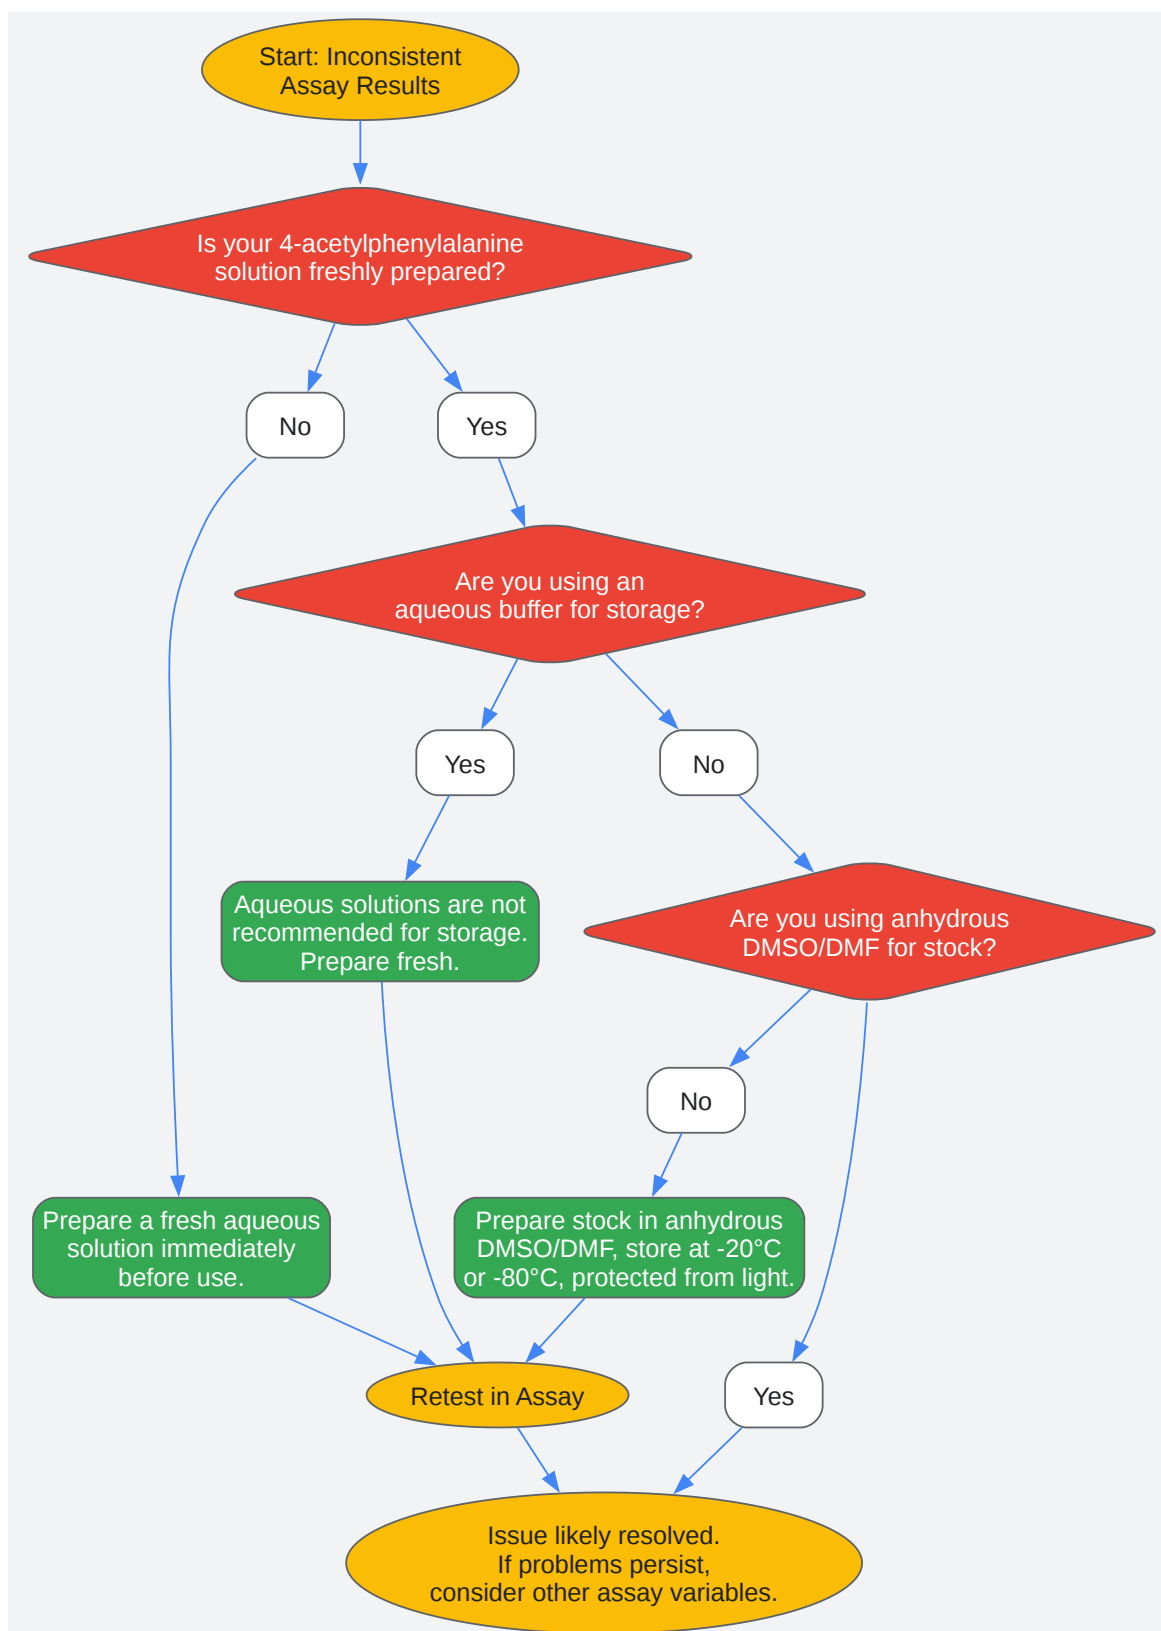 Start: Inconsistent
Assay Results
Is your 4-acetylphenylalanine
solution freshly prepared?
No
Yes
Are you using an
aqueous buffer for storage?
Yes
No
Aqueous solutions are not
recommended for storage.
Prepare fresh.
Are you using anhydrous
DMSO/DMF for stock?
No
Prepare a fresh aqueous
solution immediately
before use.
Prepare stock in anhydrous
DMSO/DMF, store at -20°C
or -80°C, protected from light.
Retest in Assay
Yes
Issue likely resolved.
If problems persist,
consider other assay variables.